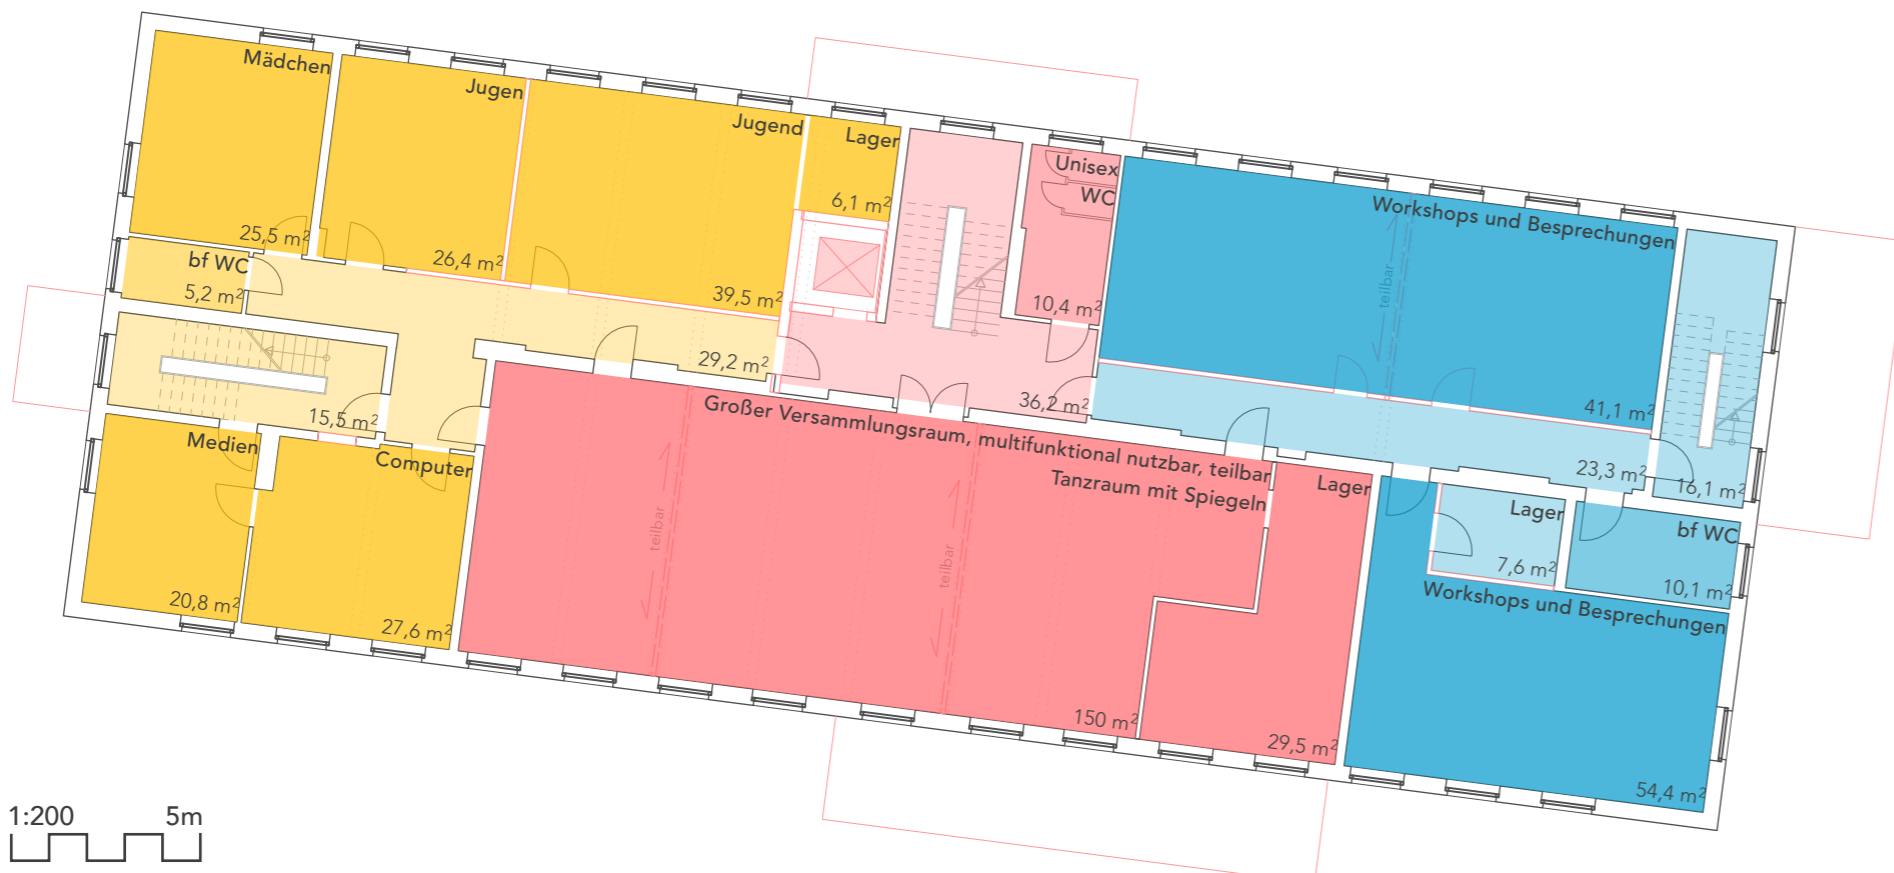 Mädchen
25,5 m²
Jugen
26,4 m²
Jugend
39,5 m²
Lager
6,1 m²
Unisex
WC
10,4 m²
Workshops und Besprechungen
teilbar
41,1 m²
bf WC
5,2 m²
29,2 m²
15,5 m²
36,2 m²
23,3 m²
16,1 m²
Medien
20,8 m²
Computer
27,6 m²
Großer Versammlungsraum, multifunktional nutzbar, teilbar
Tanzraum mit Spiegeln
teilbar
teilbar
150 m²
Lager
29,5 m²
Lager
7,6 m²
bf WC
10,1 m²
Workshops und Besprechungen
54,4 m²
1:200 5m